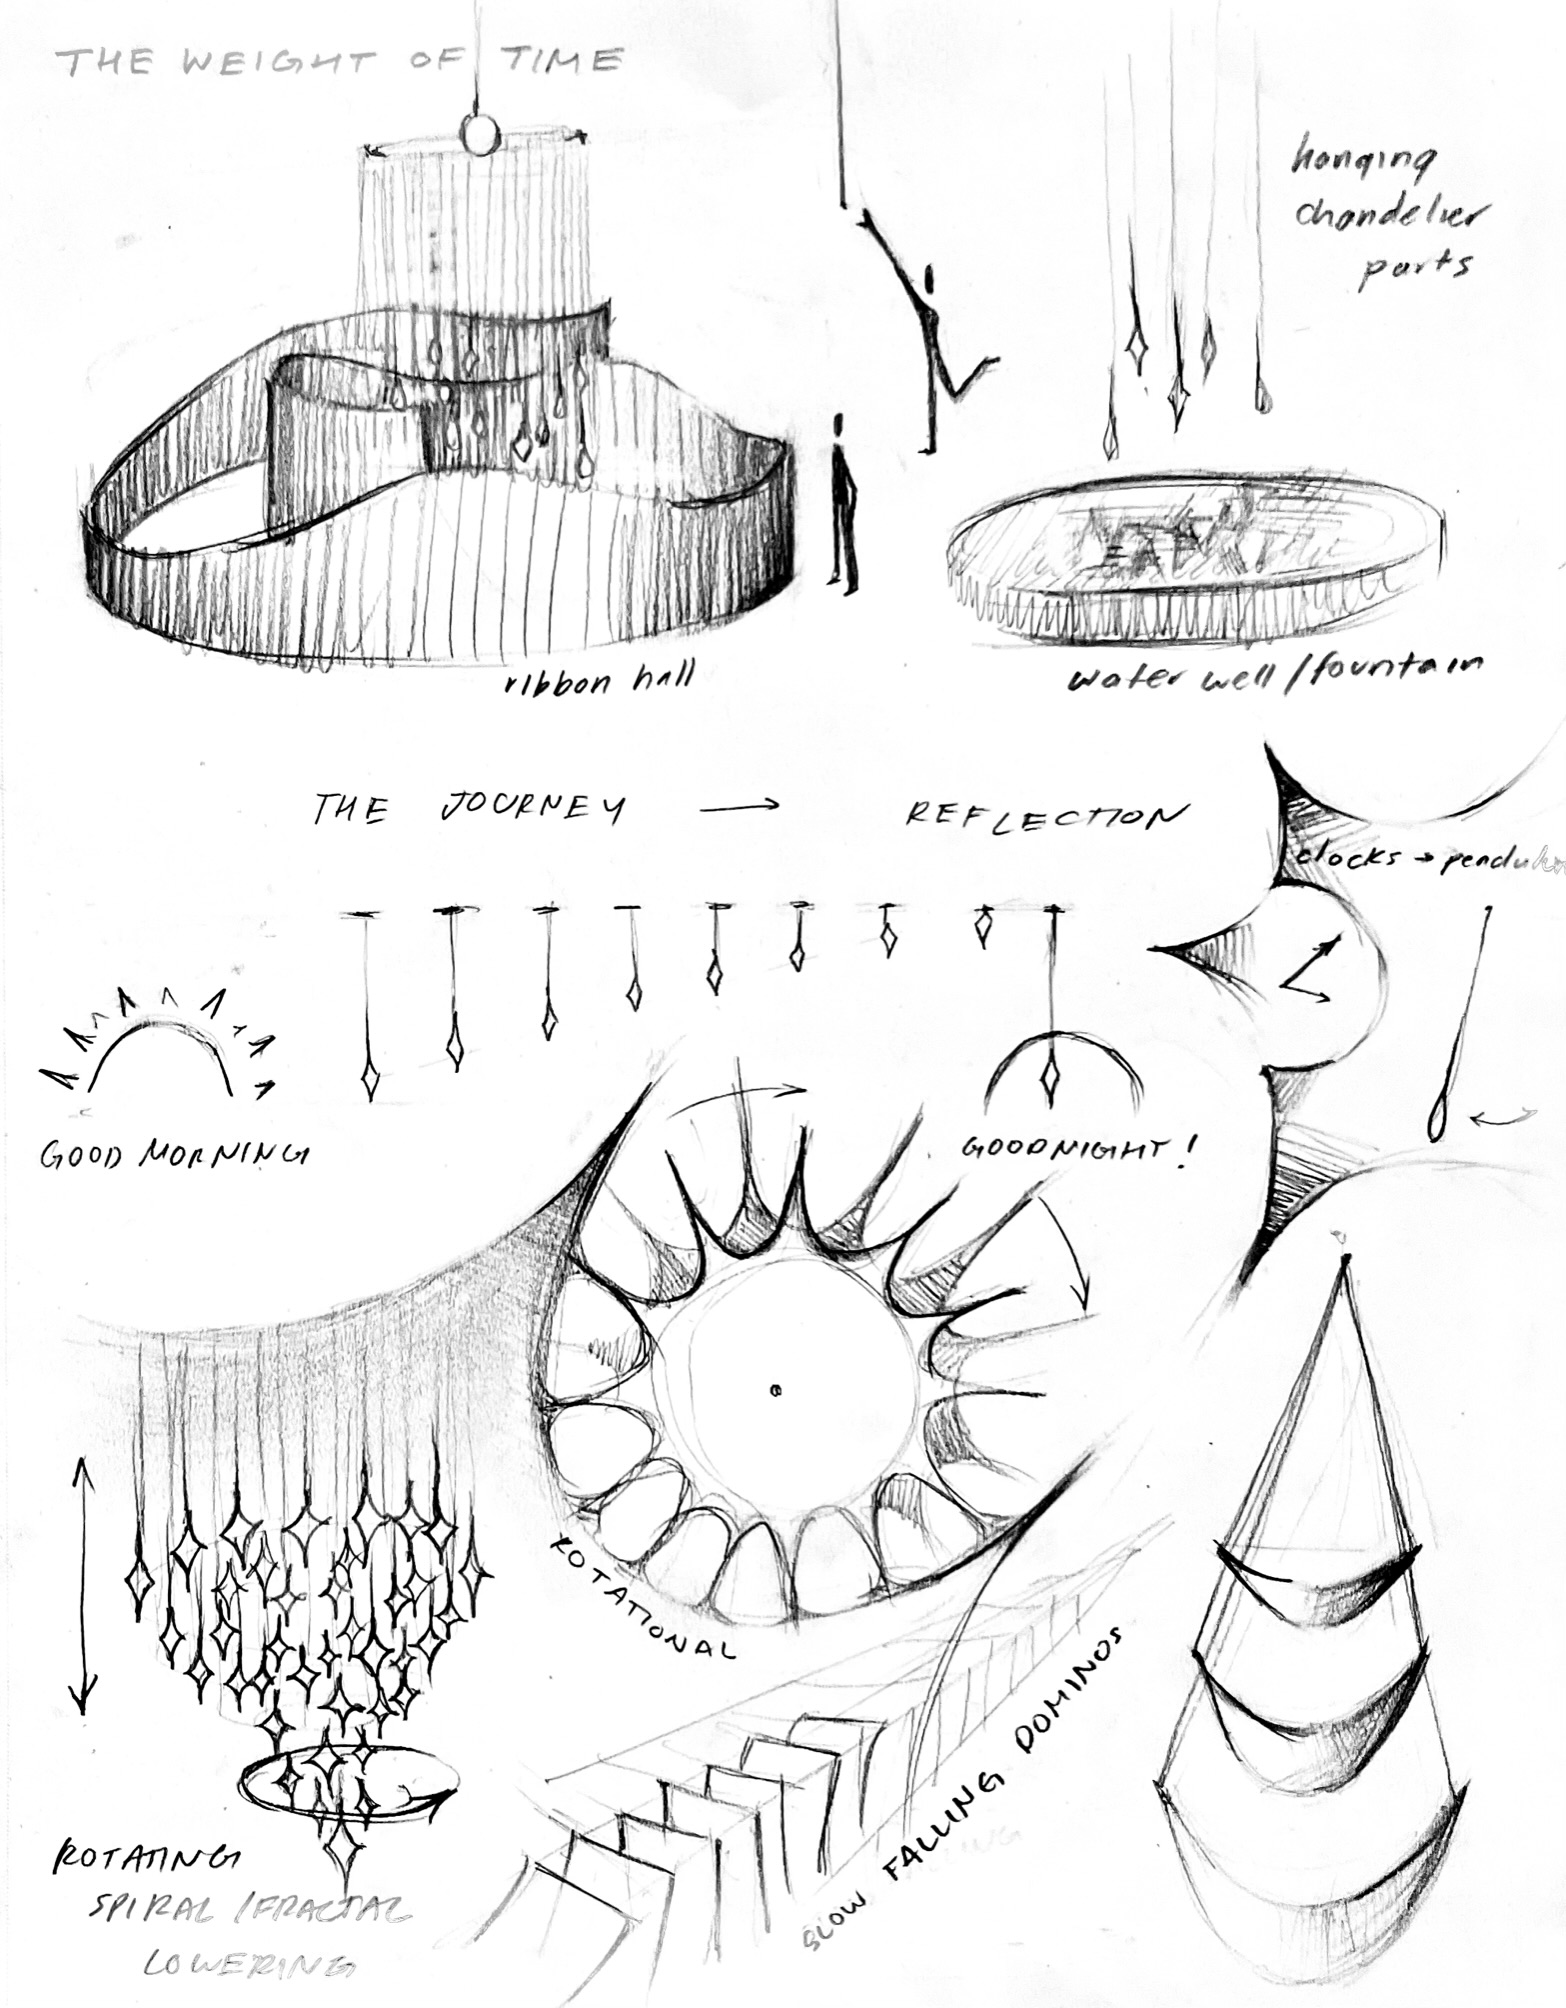 THE WEIGHT OF TIME
hanging
chandelier
parts
ribbon hall
water well / fountain
THE JOURNEY → REFLECTION
clocks → pendulum
GOOD MORNING
GOODNIGHT!
ROTATIONAL
SLOW FALLING DOMINOS
ROTATING
SPIRAL / FRACTAL
LOWERING